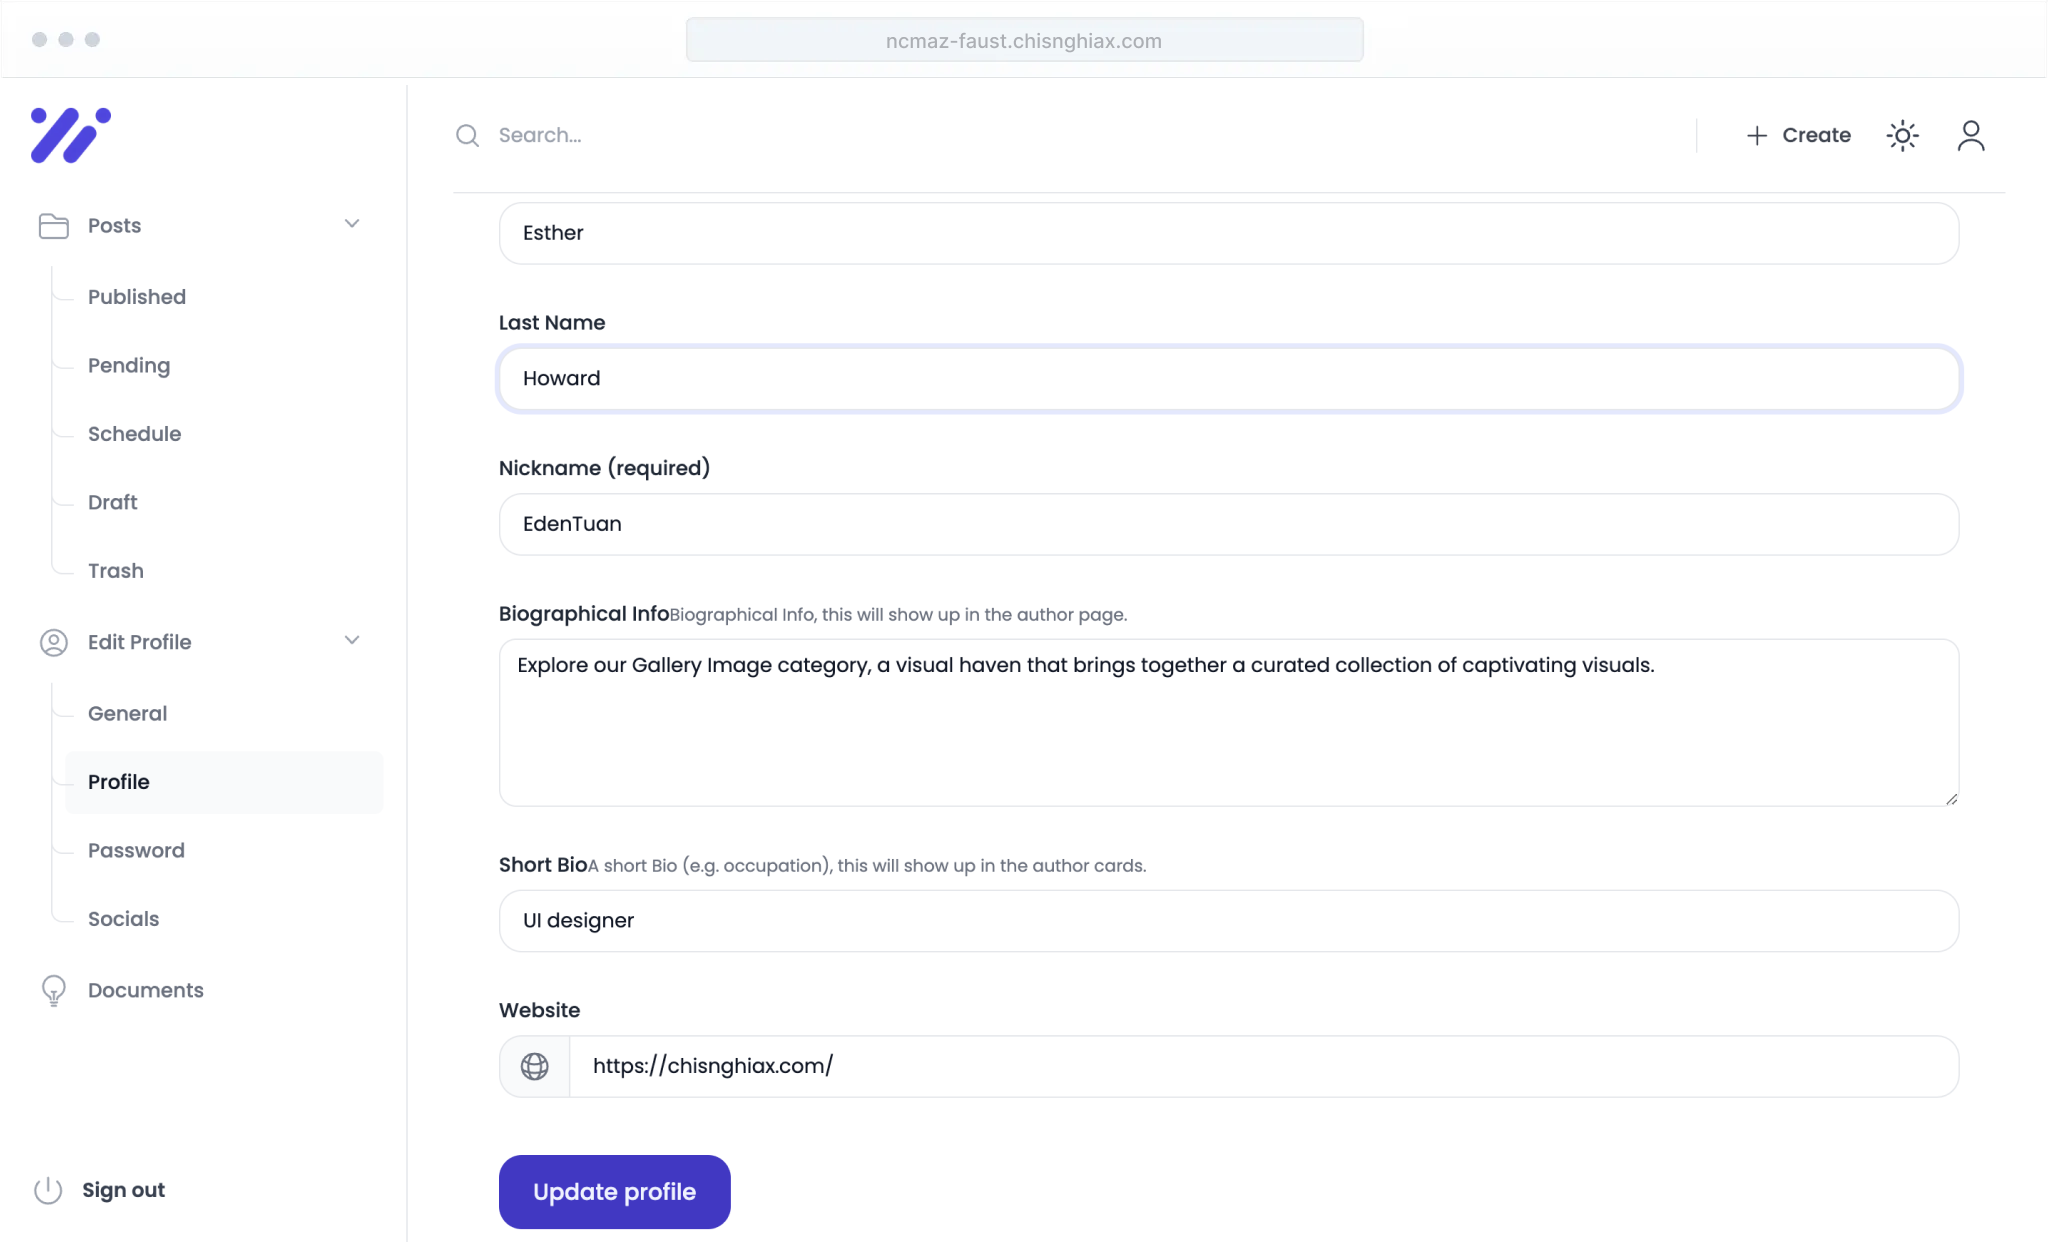 ncmaz-faust.chisnghiax.com
Search...
Create
Posts
Published
Pending
Schedule
Draft
Trash
Edit Profile
General
Profile
Password
Socials
Documents
Sign out
Esther
Last Name
Howard
Nickname (required)
EdenTuan
Biographical InfoBiographical Info, this will show up in the author page.
Explore our Gallery Image category, a visual haven that brings together a curated collection of captivating visuals.
Short BioA short Bio (e.g. occupation), this will show up in the author cards.
UI designer
Website
https://chisnghiax.com/
Update profile